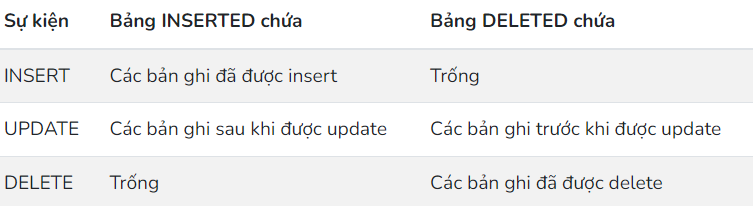 Sự kiện Bảng INSERTED chứa Bảng DELETED chứa
INSERT Các bản ghi đã được insert Trống
UPDATE Các bản ghi sau khi được update Các bản ghi trước khi được update
DELETE Trống Các bản ghi đã được delete